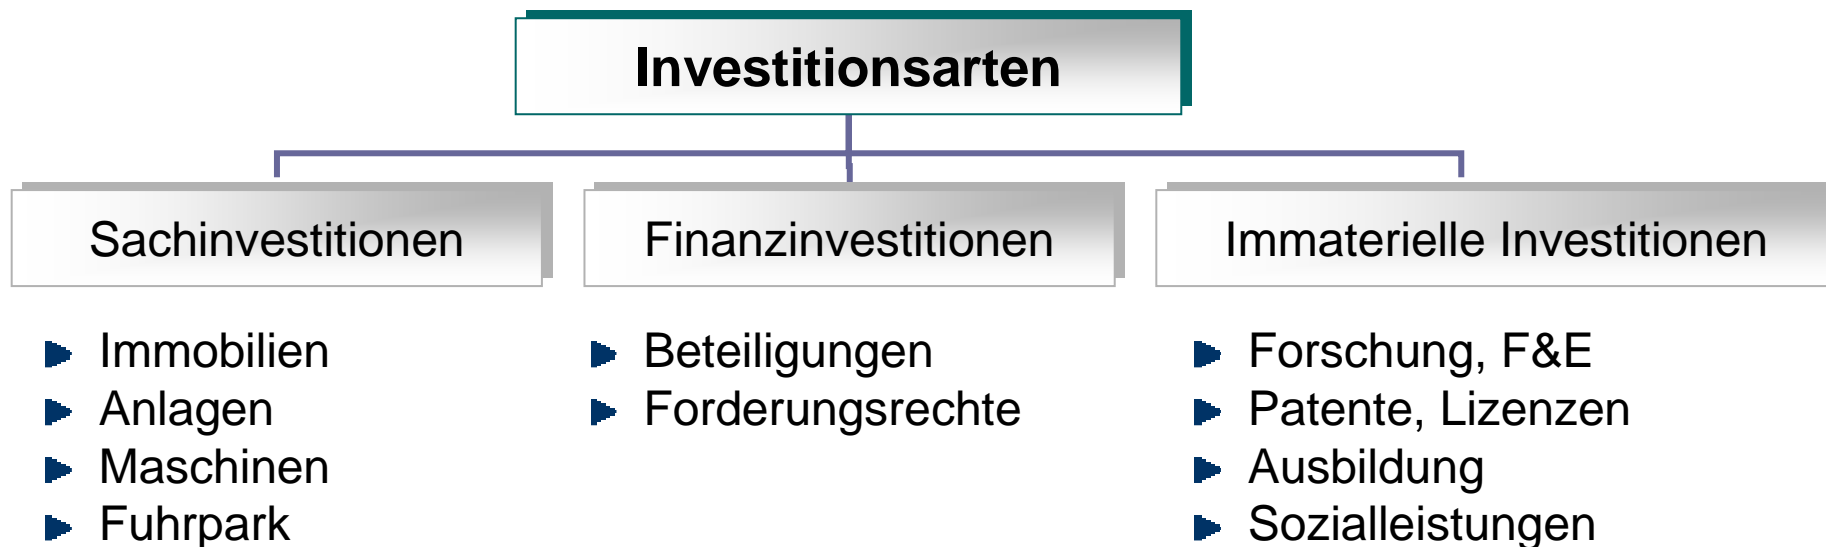 Investitionsarten
Sachinvestitionen
Immobilien
Anlagen
Maschinen
Fuhrpark
Finanzinvestitionen
Beteiligungen
Forderungsrechte
Immaterielle Investitionen
Forschung, F&E
Patente, Lizenzen
Ausbildung
Sozialleistungen